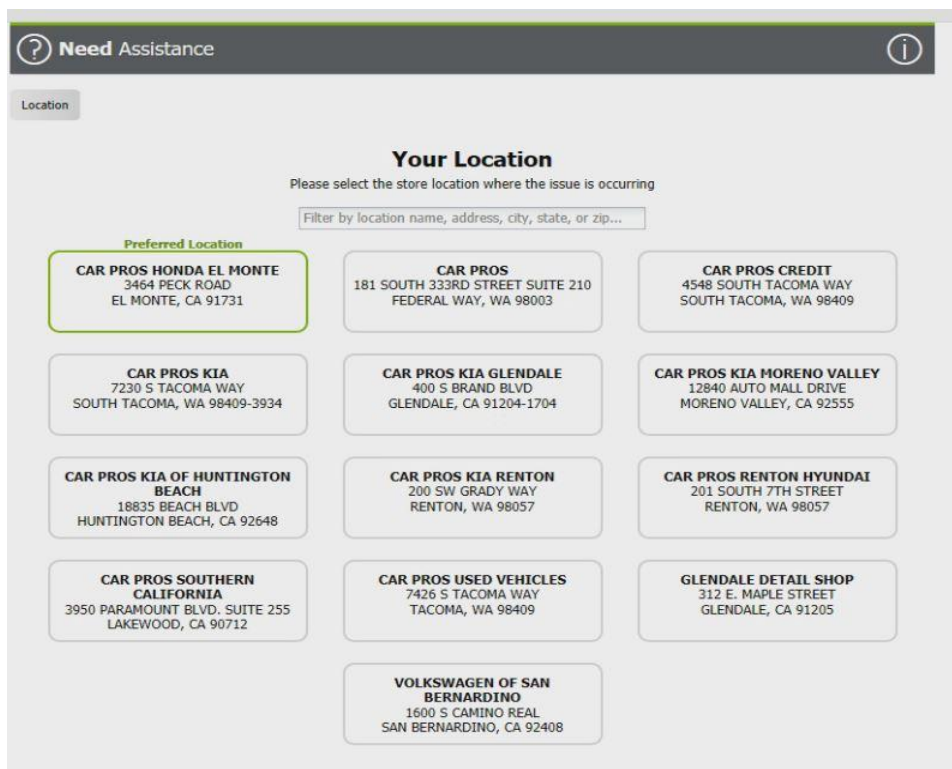 ? Need Assistance i
Location
Your Location
Please select the store location where the issue is occurring
Filter by location name, address, city, state, or zip...
Preferred Location
CAR PROS HONDA EL MONTE
3464 PECK ROAD
EL MONTE, CA 91731
CAR PROS
181 SOUTH 333RD STREET SUITE 210
FEDERAL WAY, WA 98003
CAR PROS CREDIT
4548 SOUTH TACOMA WAY
SOUTH TACOMA, WA 98409
CAR PROS KIA
7230 S TACOMA WAY
SOUTH TACOMA, WA 98409-3934
CAR PROS KIA GLENDALE
400 S BRAND BLVD
GLENDALE, CA 91204-1704
CAR PROS KIA MORENO VALLEY
12840 AUTO MALL DRIVE
MORENO VALLEY, CA 92555
CAR PROS KIA OF HUNTINGTON
BEACH
18835 BEACH BLVD
HUNTINGTON BEACH, CA 92648
CAR PROS KIA RENTON
200 SW GRADY WAY
RENTON, WA 98057
CAR PROS RENTON HYUNDAI
201 SOUTH 7TH STREET
RENTON, WA 98057
CAR PROS SOUTHERN
CALIFORNIA
3950 PARAMOUNT BLVD. SUITE 255
LAKEWOOD, CA 90712
CAR PROS USED VEHICLES
7426 S TACOMA WAY
TACOMA, WA 98409
GLENDALE DETAIL SHOP
312 E. MAPLE STREET
GLENDALE, CA 91205
VOLKSWAGEN OF SAN
BERNARDINO
1600 S CAMINO REAL
SAN BERNARDINO, CA 92408